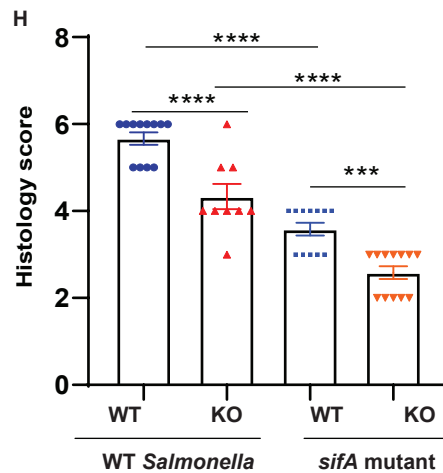 H
****
****
****
***
Histology score
8
6
4
2
0
WT KO WT KO
WT Salmonella sifA mutant